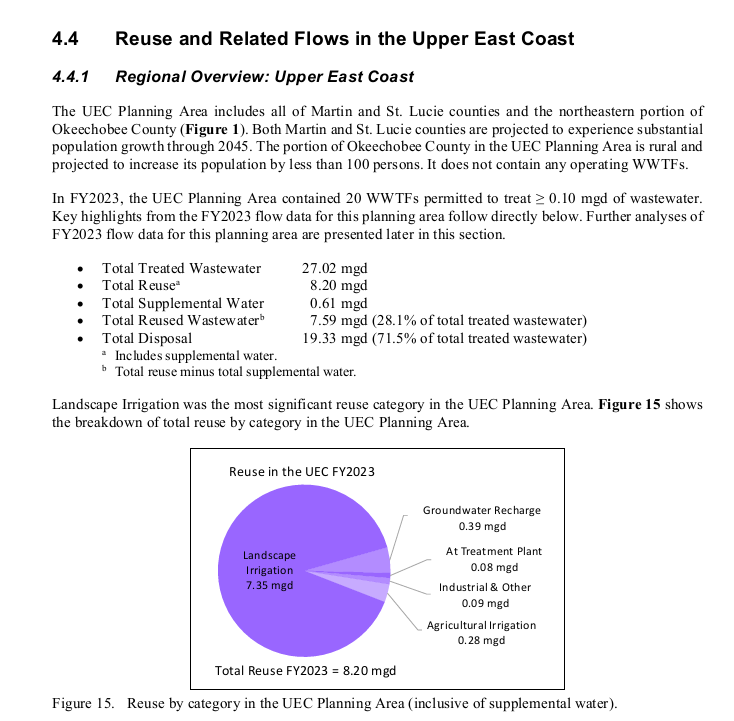 4.4 Reuse and Related Flows in the Upper East Coast
4.4.1 Regional Overview: Upper East Coast
The UEC Planning Area includes all of Martin and St. Lucie counties and the northeastern portion of
Okeechobee County (Figure 1). Both Martin and St. Lucie counties are projected to experience substantial
population growth through 2045. The portion of Okeechobee County in the UEC Planning Area is rural and
projected to increase its population by less than 100 persons. It does not contain any operating WWTFs.
In FY2023, the UEC Planning Area contained 20 WWTFs permitted to treat ≥ 0.10 mgd of wastewater.
Key highlights from the FY2023 flow data for this planning area follow directly below. Further analyses of
FY2023 flow data for this planning area are presented later in this section.
• Total Treated Wastewater 27.02 mgd
• Total Reuseᵃ 8.20 mgd
• Total Supplemental Water 0.61 mgd
• Total Reused Wastewaterᵇ 7.59 mgd (28.1% of total treated wastewater)
• Total Disposal 19.33 mgd (71.5% of total treated wastewater)
ᵃ Includes supplemental water.
ᵇ Total reuse minus total supplemental water.
Landscape Irrigation was the most significant reuse category in the UEC Planning Area. Figure 15 shows
the breakdown of total reuse by category in the UEC Planning Area.
Reuse in the UEC FY2023
Groundwater Recharge
0.39 mgd
At Treatment Plant
0.08 mgd
Landscape
Irrigation
7.35 mgd
Industrial & Other
0.09 mgd
Agricultural Irrigation
0.28 mgd
Total Reuse FY2023 = 8.20 mgd
Figure 15. Reuse by category in the UEC Planning Area (inclusive of supplemental water).